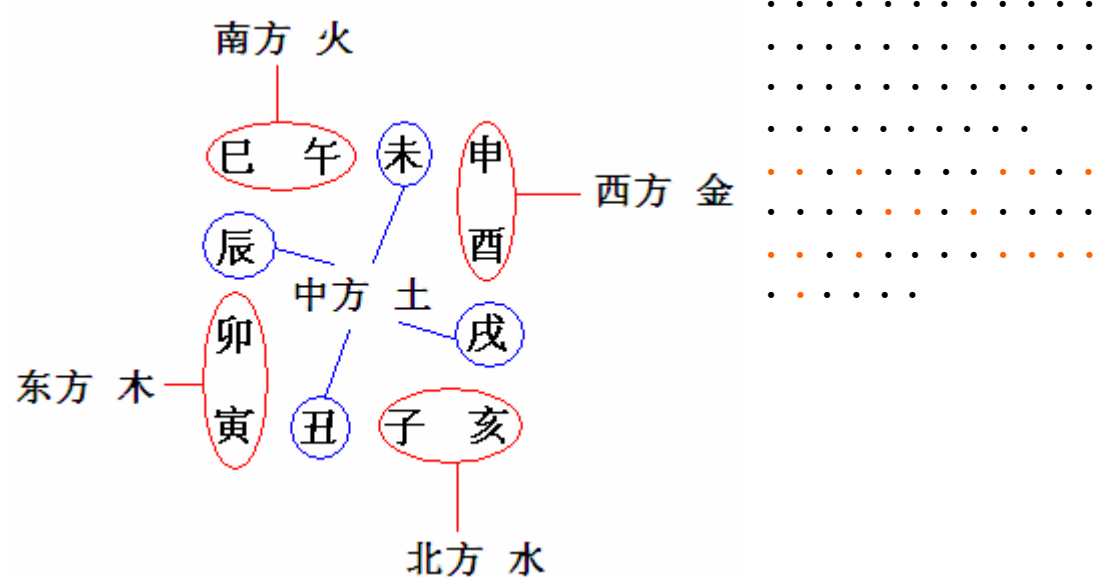 南方 火
巳 午 未 申
西方 金
辰 酉
中方 土
卯 戌
东方 木
寅 丑 子 亥
北方 水